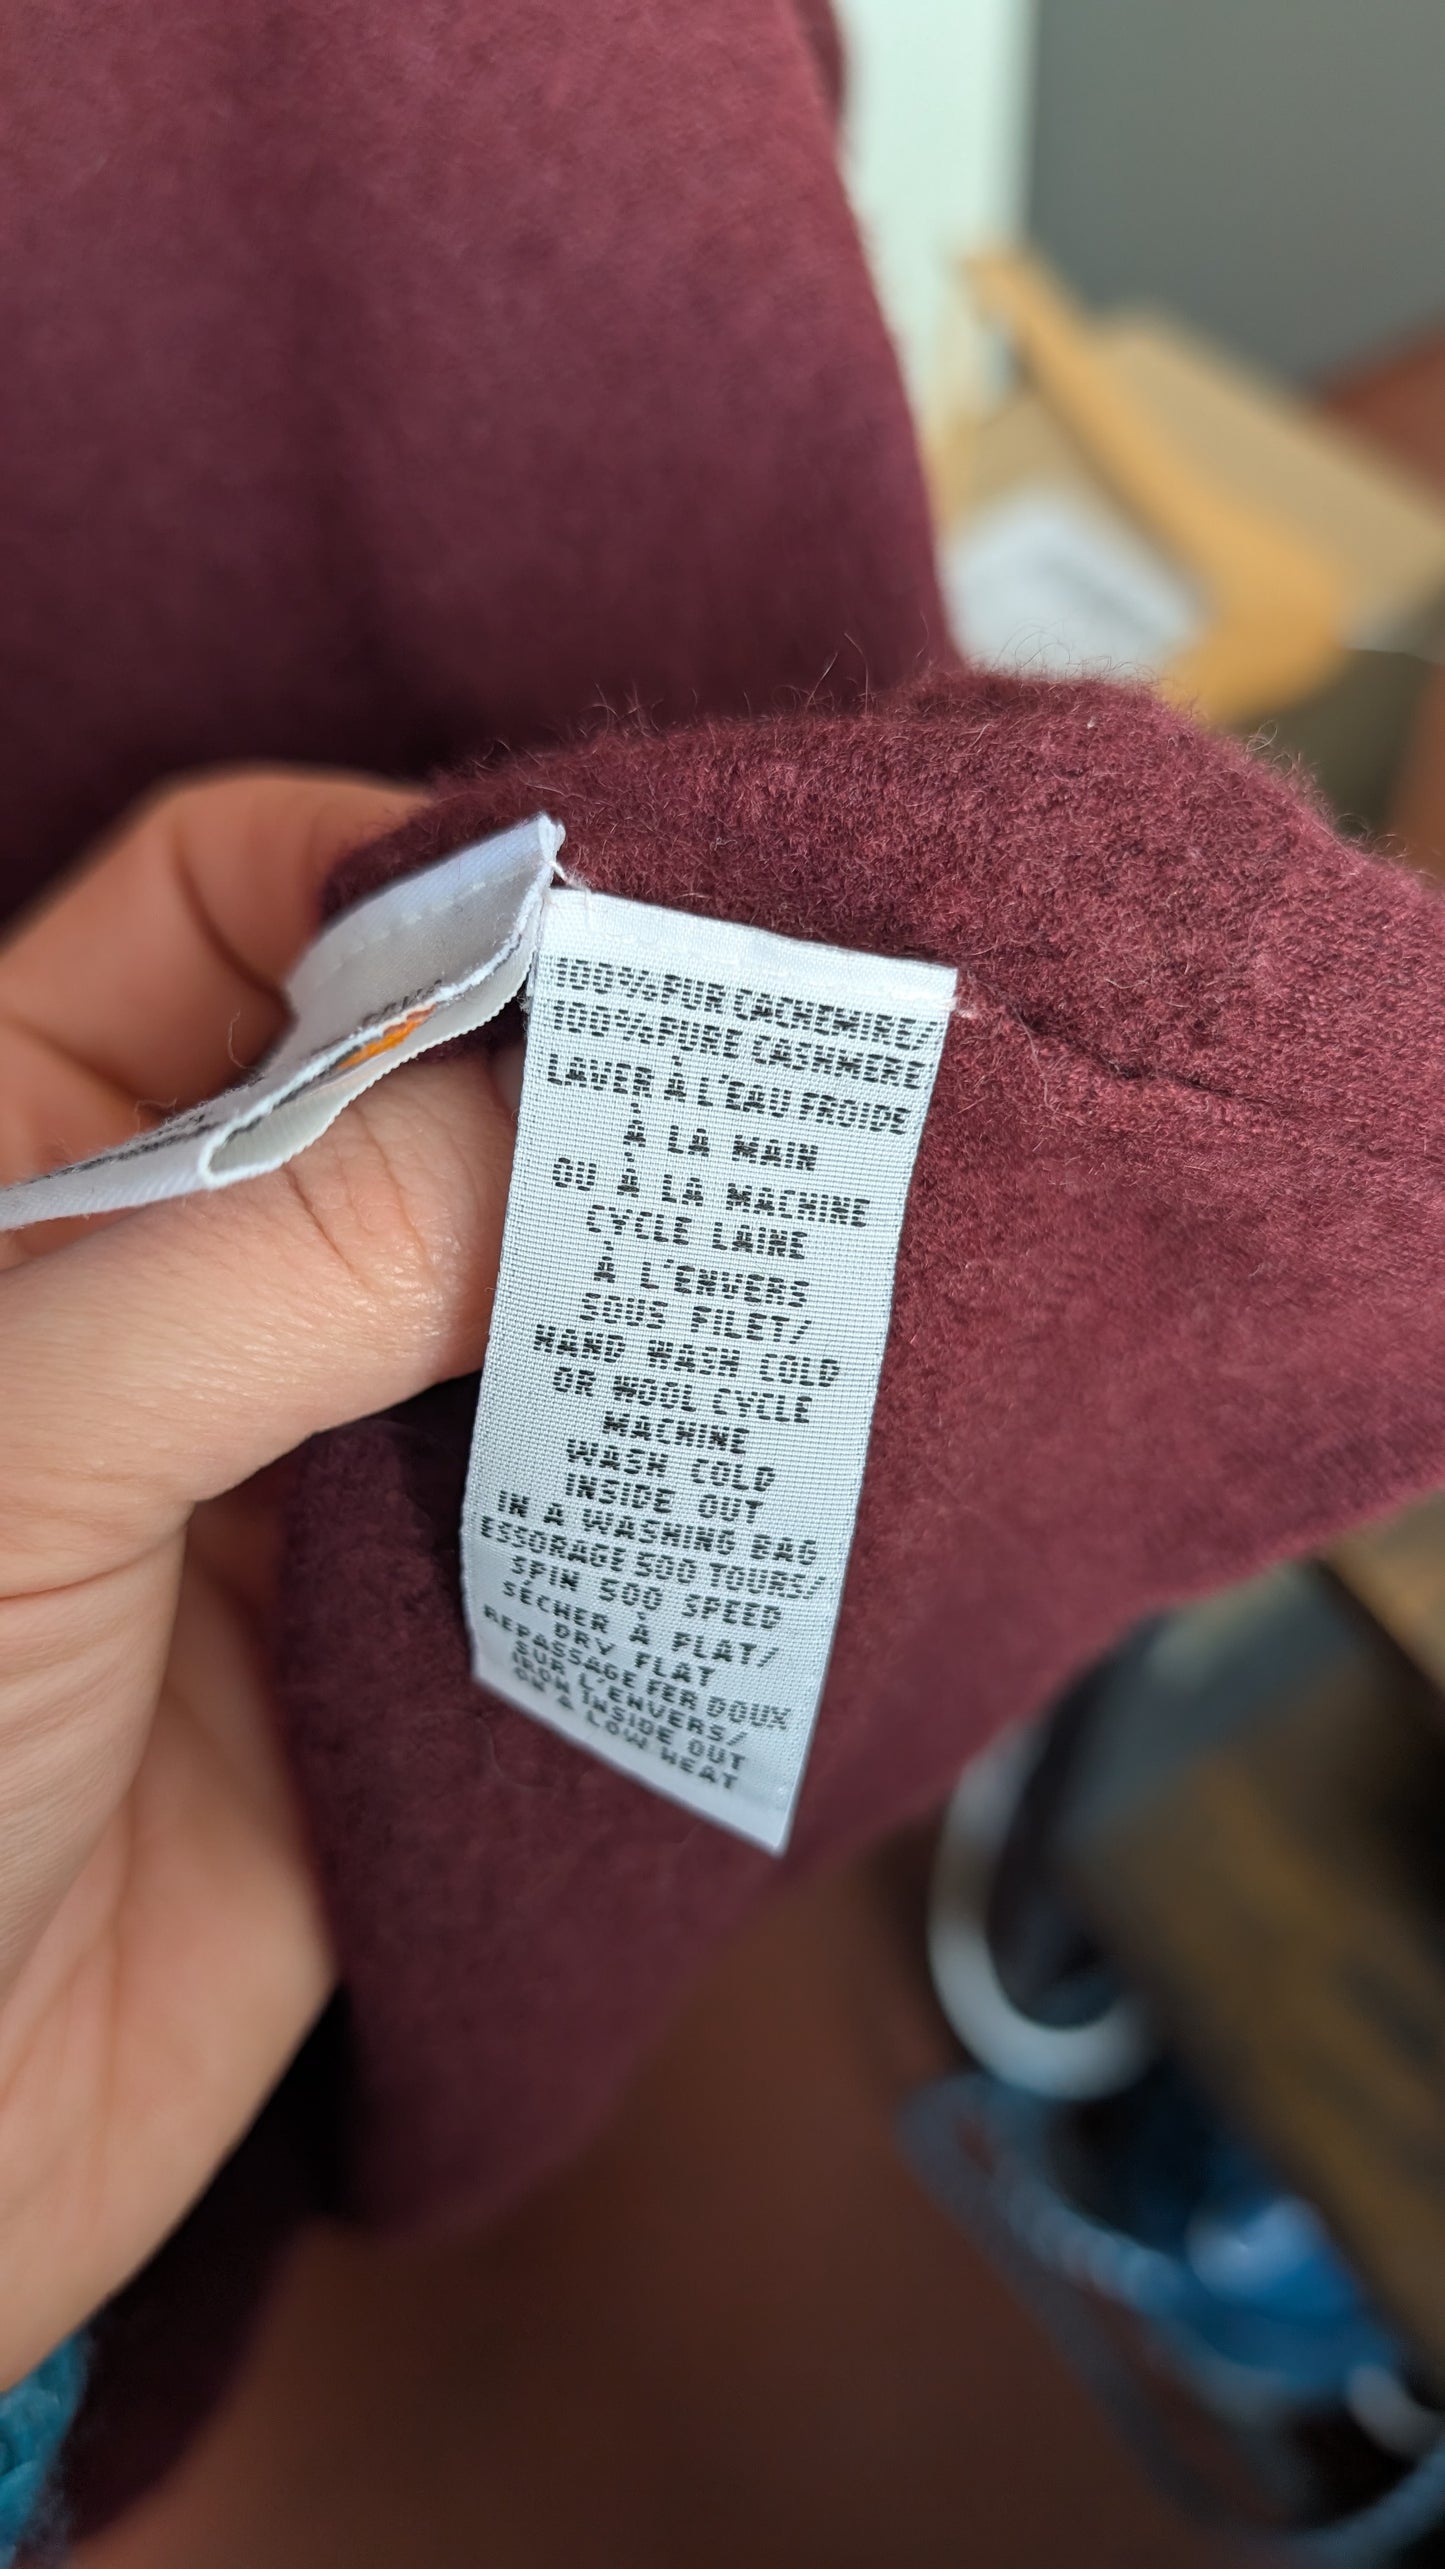 100%PUR CACHEMIRE/
100%PURE CASHMERE
LAVER À L'EAU FROIDE
À LA MAIN
OU À LA MACHINE
CYCLE LAINE
À L'ENVERS
SOUS FILET/
HAND WASH COLD
OR WOOL CYCLE
MACHINE
WASH COLD
INSIDE OUT
IN A WASHING BAG
ESSORAGE 500 TOURS/
SPIN 500 SPEED
SÉCHER À PLAT/
DRY FLAT
REPASSAGE FER DOUX
SUR L'ENVERS/
IRON INSIDE OUT
ON A LOW HEAT